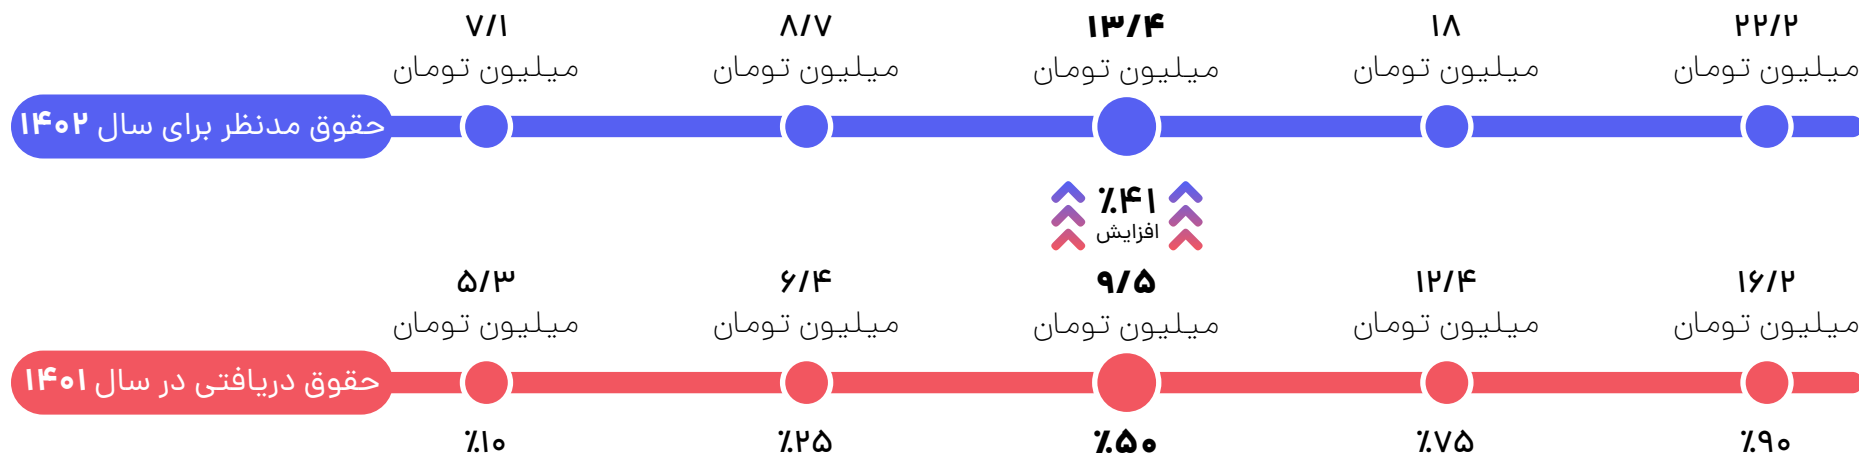 ۷/۱
میلیون تومان
۸/۷
میلیون تومان
۱۳/۴
میلیون تومان
۱۸
میلیون تومان
۲۲/۲
میلیون تومان
حقوق مدنظر برای سال ۱۴۰۲
٪۴۱
افزایش
۵/۳
میلیون تومان
۶/۴
میلیون تومان
۹/۵
میلیون تومان
۱۲/۴
میلیون تومان
۱۶/۲
میلیون تومان
حقوق دریافتی در سال ۱۴۰۱
٪۱۰
٪۲۵
٪۵۰
٪۷۵
٪۹۰